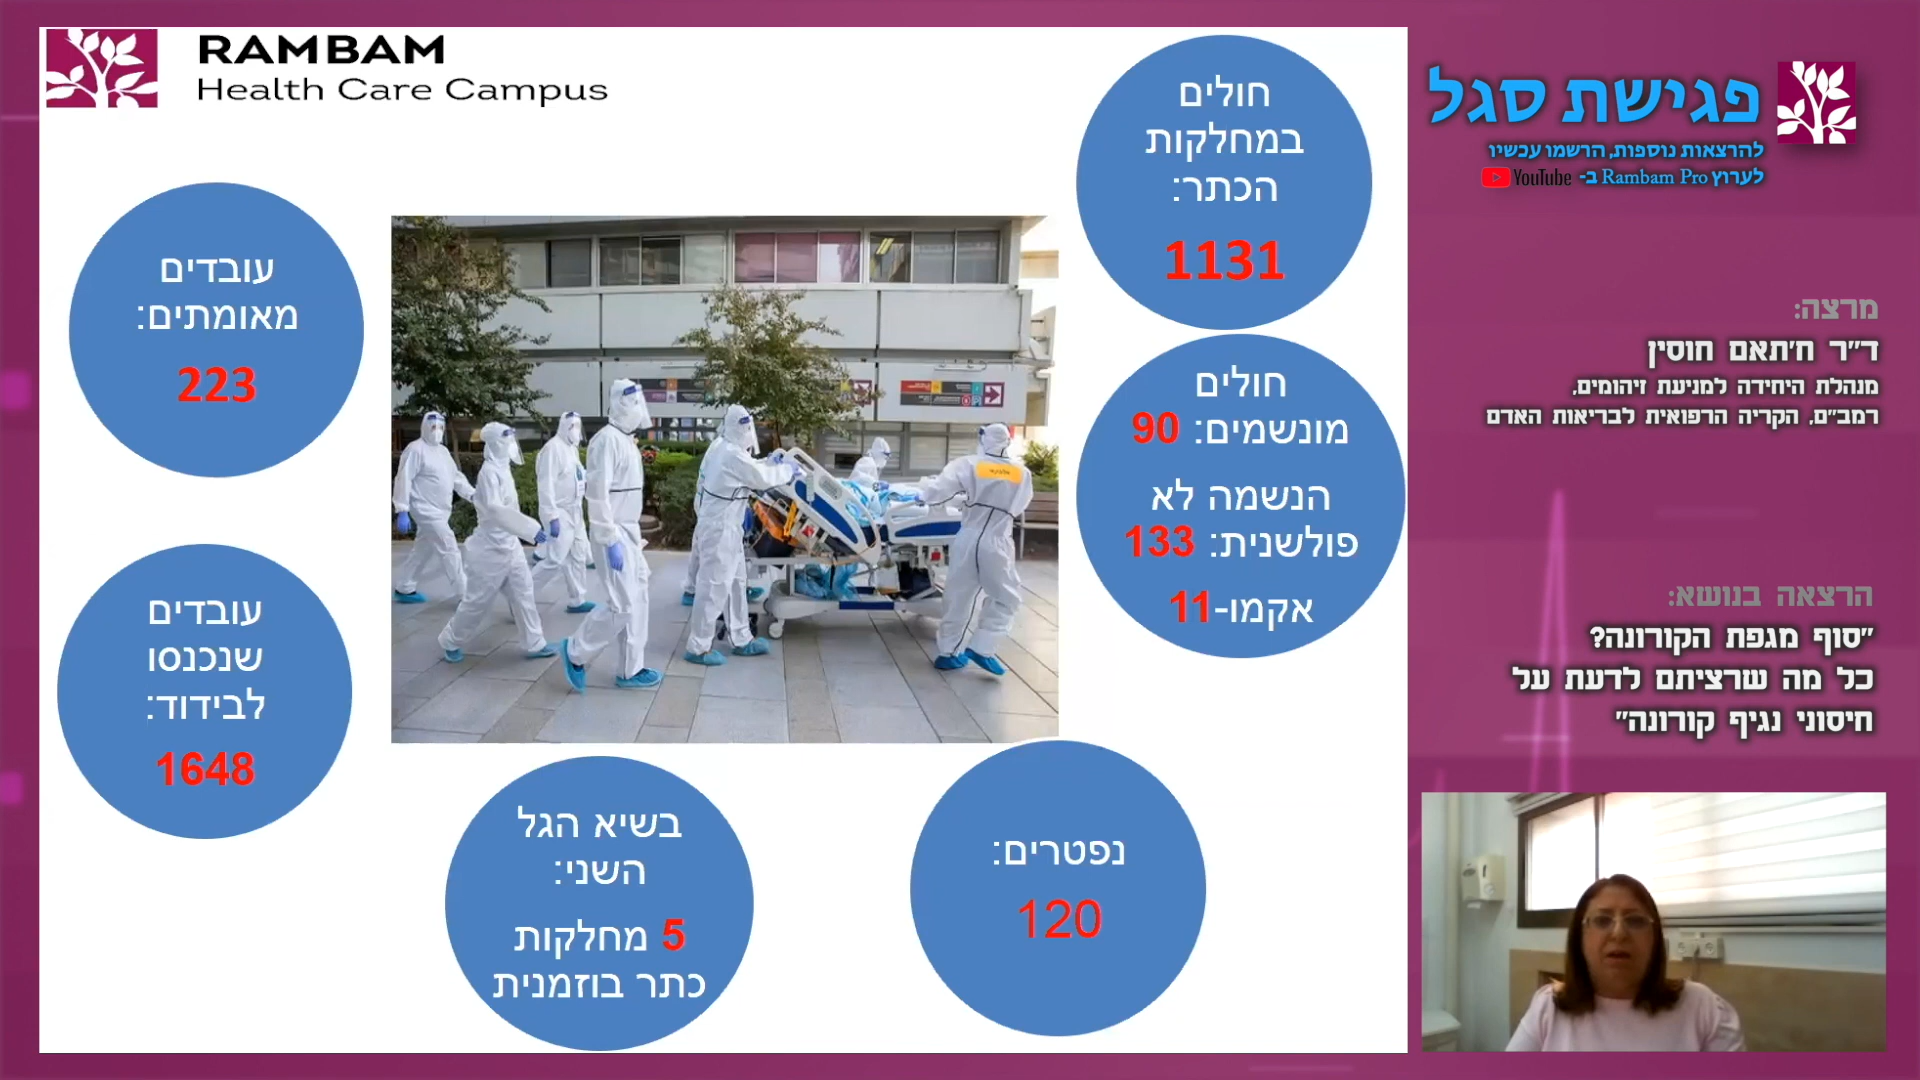 RAMBAM
Health Care Campus
חולים
במחלקות
הכתר:
1131
עובדים
מאומתים:
223
חולים
מונשמים: 90
הנשמה לא
פולשנית: 133
אקמו-11
עובדים
שנכנסו
לבידוד:
1648
בשיא הגל
השני:
5 מחלקות
כתר בוזמנית
נפטרים:
120
פגישת סגל
להרצאות נוספות, הרשמו עכשיו
לערוץ Rambam Pro ב- YouTube
מרצה:
ד"ר ח'תאם חוסין
מנהלת היחידה למניעת זיהומים,
רמב"ם, הקריה הרפואית לבריאות האדם
הרצאה בנושא:
"סוף מגפת הקורונה?
כל מה שרציתם לדעת על
חיסוני נגיף קורונה"